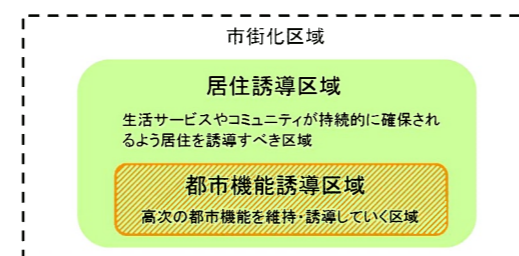 市街化区域
居住誘導区域
生活サービスやコミュニティが持続的に確保され
るよう居住を誘導すべき区域
都市機能誘導区域
高次の都市機能を維持・誘導していく区域